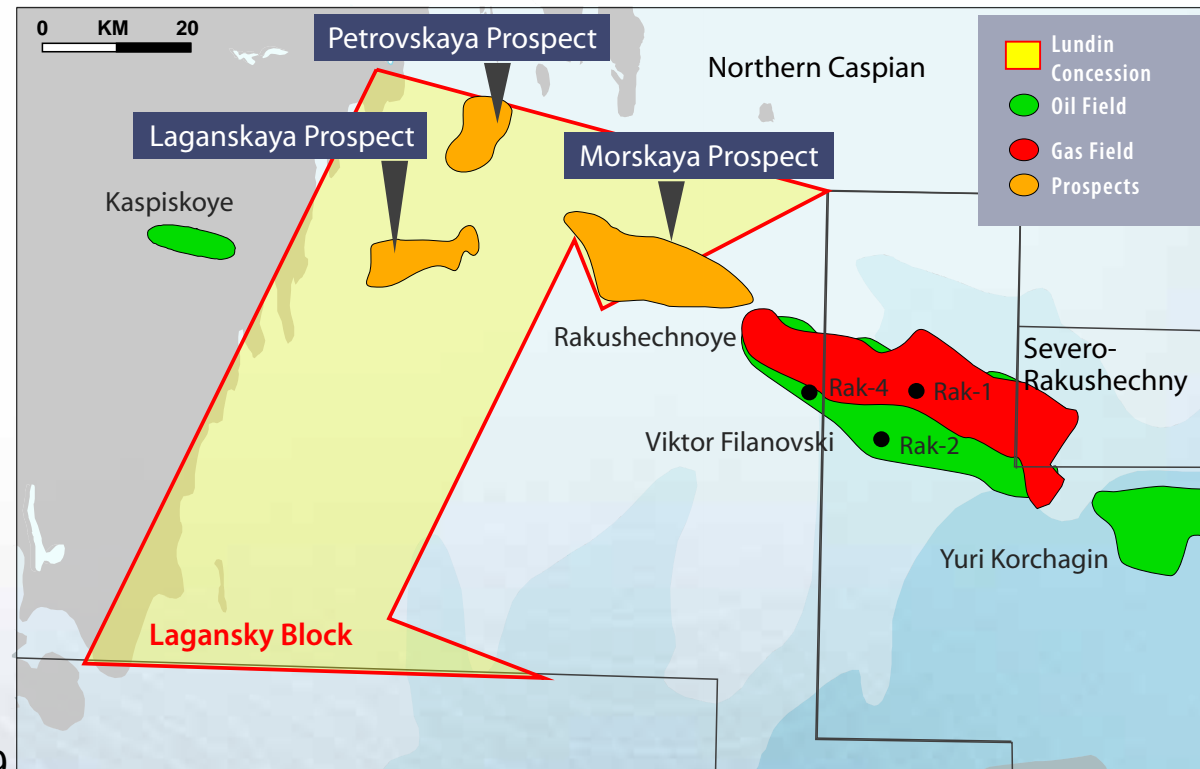 0 KM 20
Petrovskaya Prospect
Northern Caspian
Lundin
Concession
Oil Field
Gas Field
Prospects
Laganskaya Prospect
Morskaya Prospect
Kaspiskoye
Rakushechnoye
Severo-
Rakushechny
Rak-4
Rak-1
Viktor Filanovski
Rak-2
Yuri Korchagin
Lagansky Block